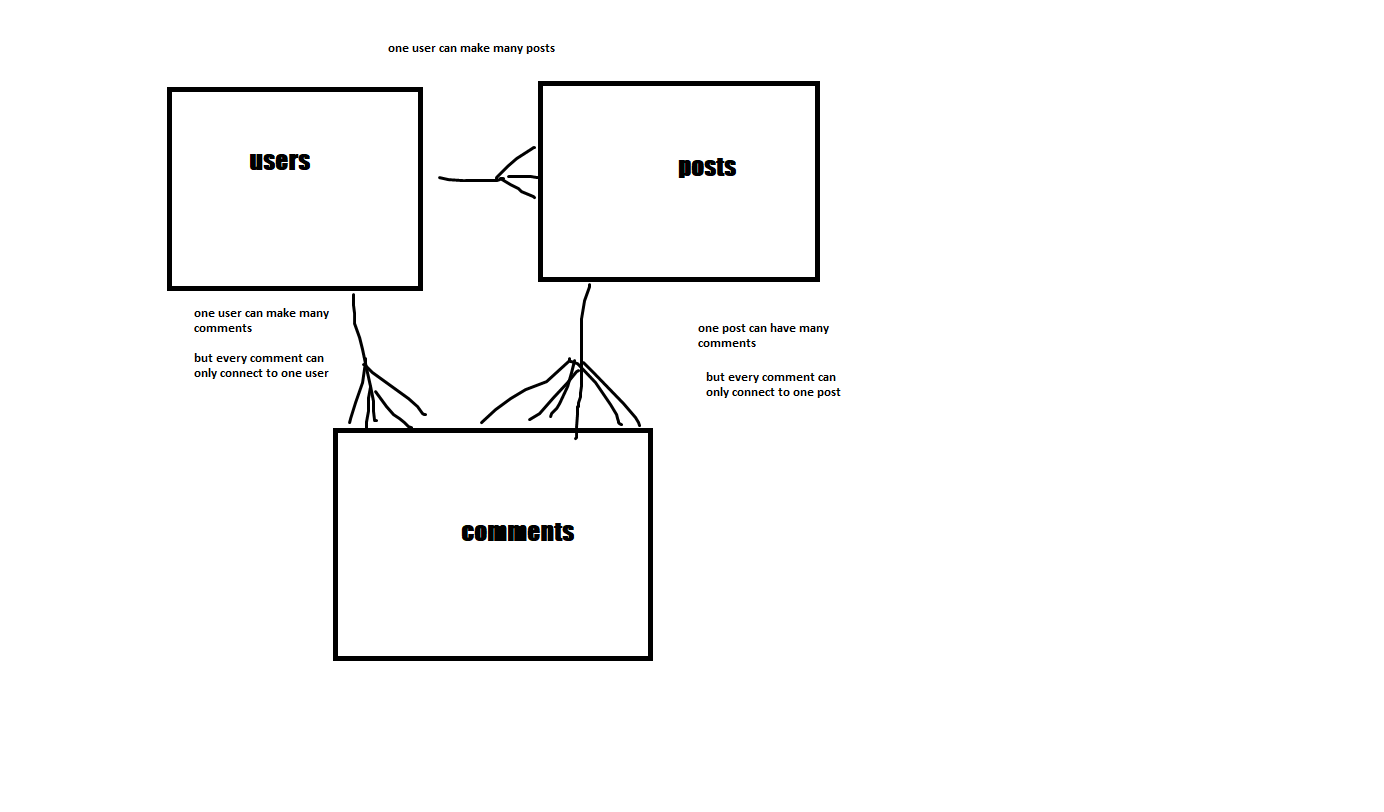 one user can make many posts
users
posts
one user can make many
comments
but every comment can
only connect to one user
one post can have many
comments
but every comment can
only connect to one post
comments